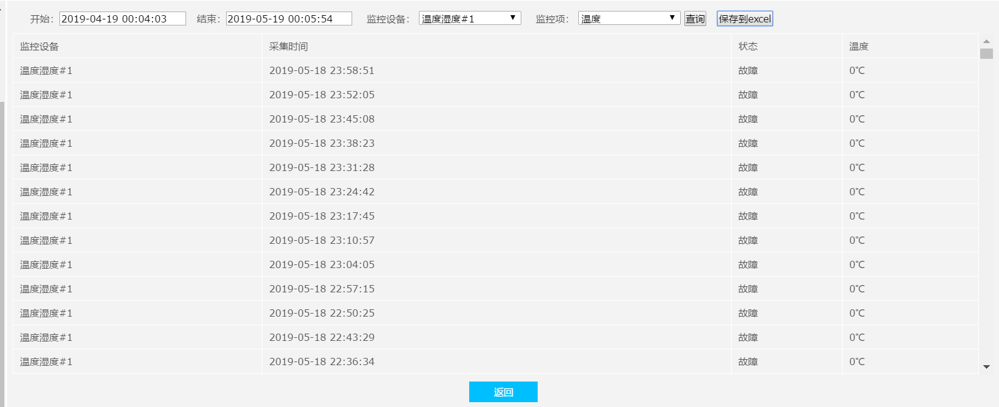 开始: 2019-04-19 00:04:03 结束: 2019-05-19 00:05:54 监控设备: 温度湿度#1 监控项: 温度 查询 保存到excel
监控设备 采集时间 状态 温度
温度湿度#1 2019-05-18 23:58:51 故障 0℃
温度湿度#1 2019-05-18 23:52:05 故障 0℃
温度湿度#1 2019-05-18 23:45:08 故障 0℃
温度湿度#1 2019-05-18 23:38:23 故障 0℃
温度湿度#1 2019-05-18 23:31:28 故障 0℃
温度湿度#1 2019-05-18 23:24:42 故障 0℃
温度湿度#1 2019-05-18 23:17:45 故障 0℃
温度湿度#1 2019-05-18 23:10:57 故障 0℃
温度湿度#1 2019-05-18 23:04:05 故障 0℃
温度湿度#1 2019-05-18 22:57:15 故障 0℃
温度湿度#1 2019-05-18 22:50:25 故障 0℃
温度湿度#1 2019-05-18 22:43:29 故障 0℃
温度湿度#1 2019-05-18 22:36:34 故障 0℃
返回